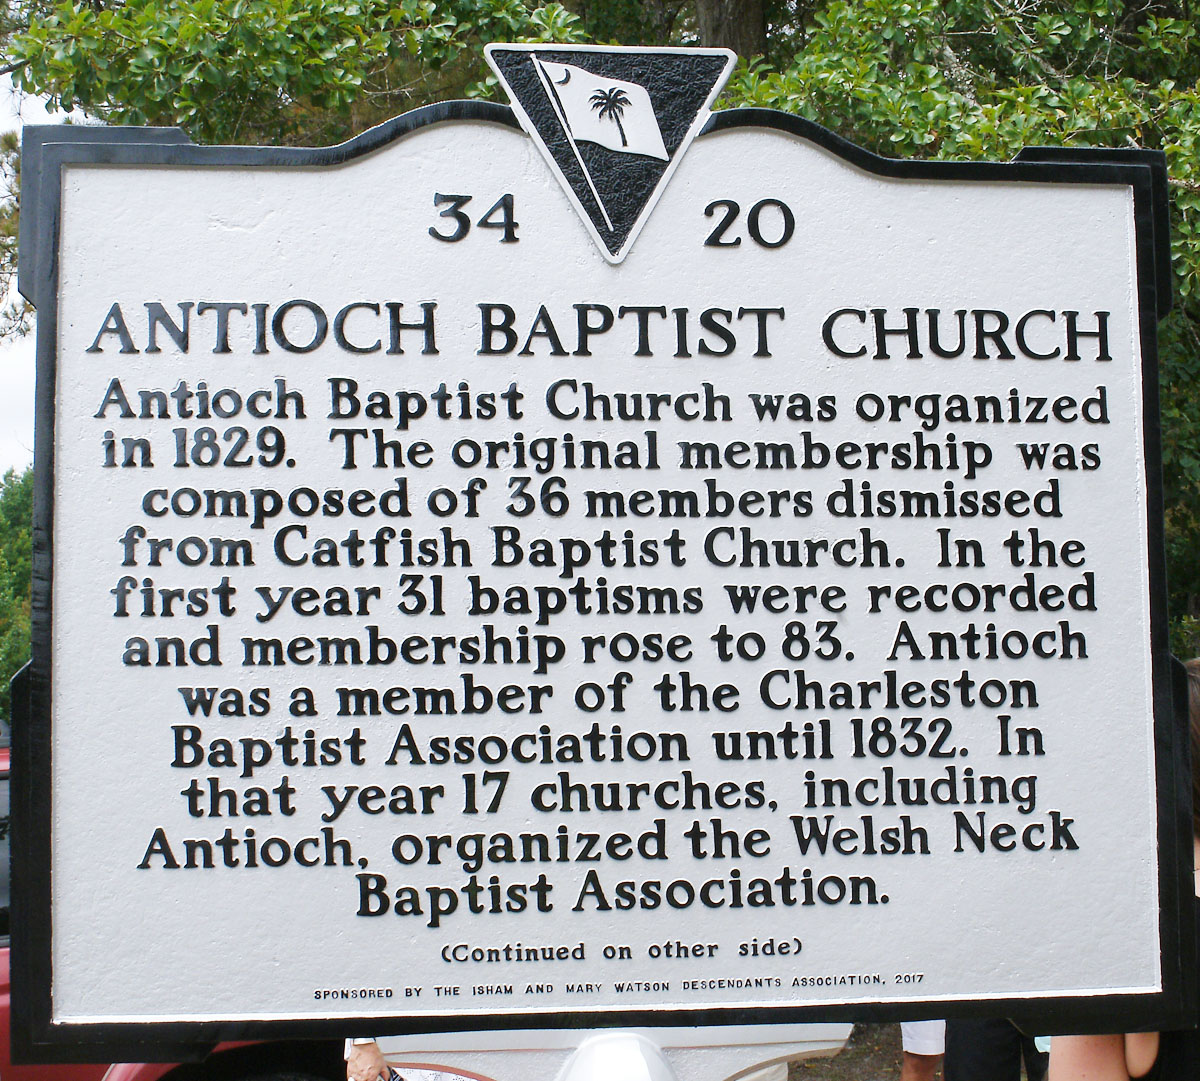 34 20
ANTIOCH BAPTIST CHURCH
Antioch Baptist Church was organized
in 1829. The original membership was
composed of 36 members dismissed
from Catfish Baptist Church. In the
first year 31 baptisms were recorded
and membership rose to 83. Antioch
was a member of the Charleston
Baptist Association until 1832. In
that year 17 churches, including
Antioch, organized the Welsh Neck
Baptist Association.
(Continued on other side)
SPONSORED BY THE ISHAM AND MARY WATSON DESCENDANTS ASSOCIATION, 2017